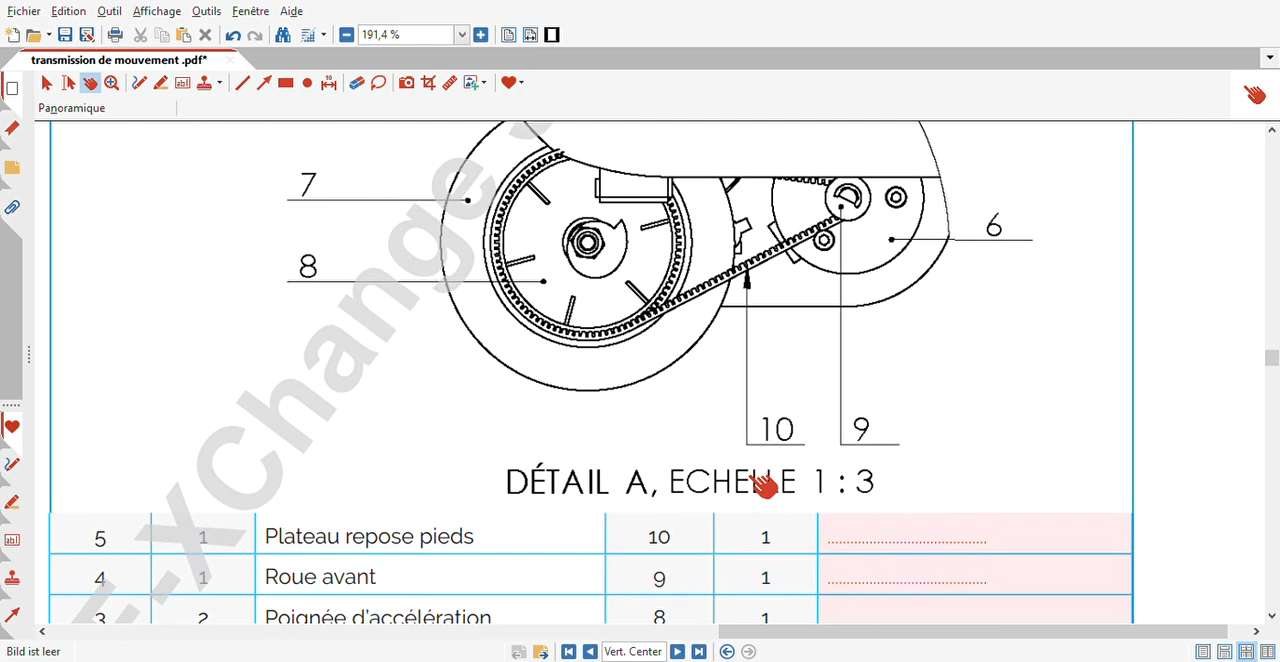 Fichier Edition Outil Affichage Outils Fenêtre Aide
191,4 %
transmission de mouvement .pdf*
Panoramique
7
8
6
10
9
DÉTAIL A, ECHELLE 1 : 3
5 1 Plateau repose pieds 10 1 ........................................
4 1 Roue avant 9 1 ........................................
3 2 Poignée d'accélération 8 1
E-XChange
Bild ist leer
Vert. Center